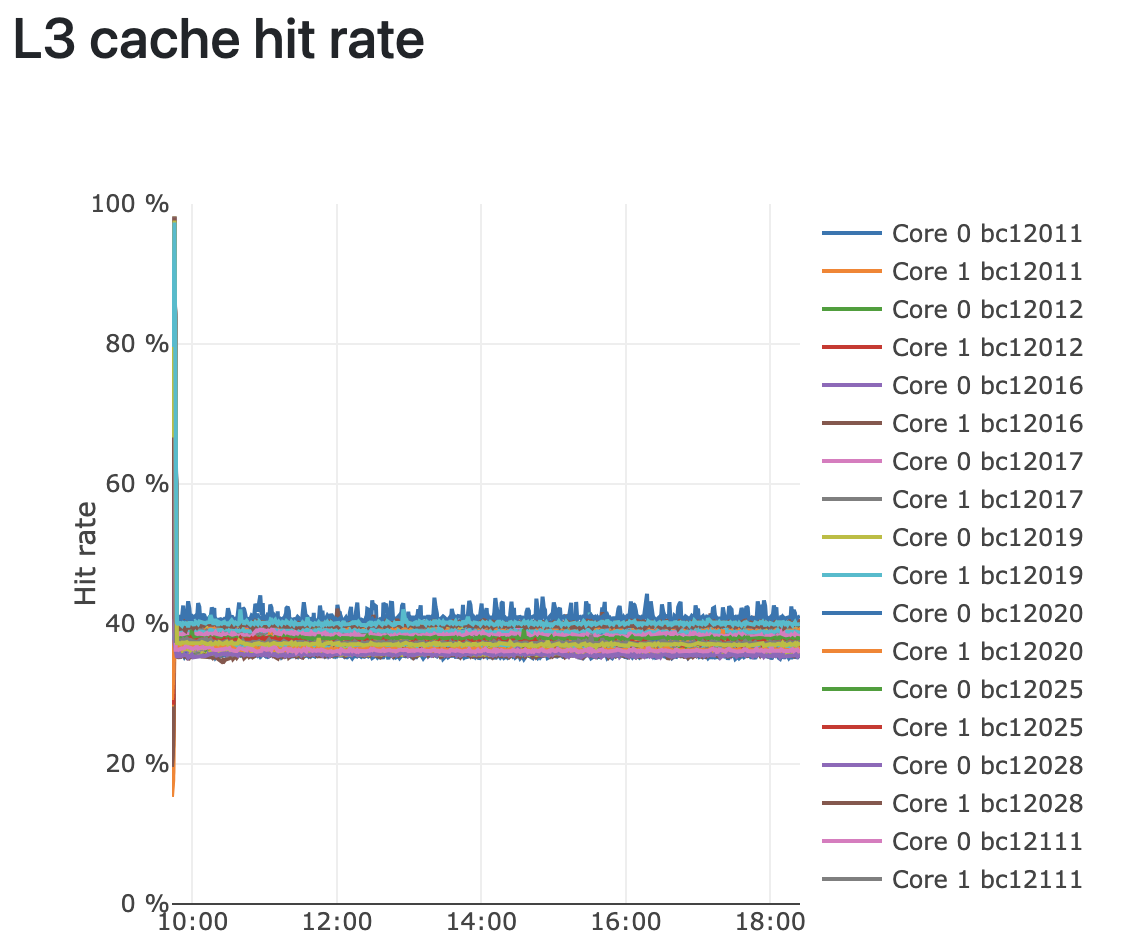 L3 cache hit rate
100 %
80 %
60 %
40 %
20 %
0 %
Hit rate
10:00
12:00
14:00
16:00
18:00
Core 0 bc12011
Core 1 bc12011
Core 0 bc12012
Core 1 bc12012
Core 0 bc12016
Core 1 bc12016
Core 0 bc12017
Core 1 bc12017
Core 0 bc12019
Core 1 bc12019
Core 0 bc12020
Core 1 bc12020
Core 0 bc12025
Core 1 bc12025
Core 0 bc12028
Core 1 bc12028
Core 0 bc12111
Core 1 bc12111